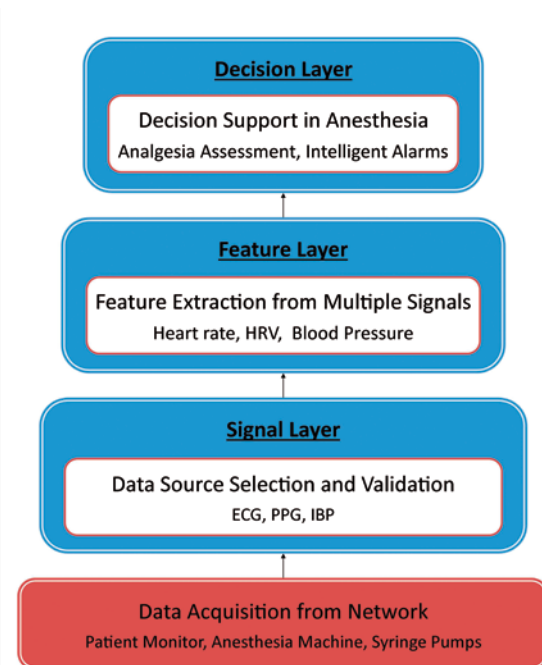 Decision Layer
Decision Support in Anesthesia
Analgesia Assessment, Intelligent Alarms
Feature Layer
Feature Extraction from Multiple Signals
Heart rate, HRV, Blood Pressure
Signal Layer
Data Source Selection and Validation
ECG, PPG, IBP
Data Acquisition from Network
Patient Monitor, Anesthesia Machine, Syringe Pumps